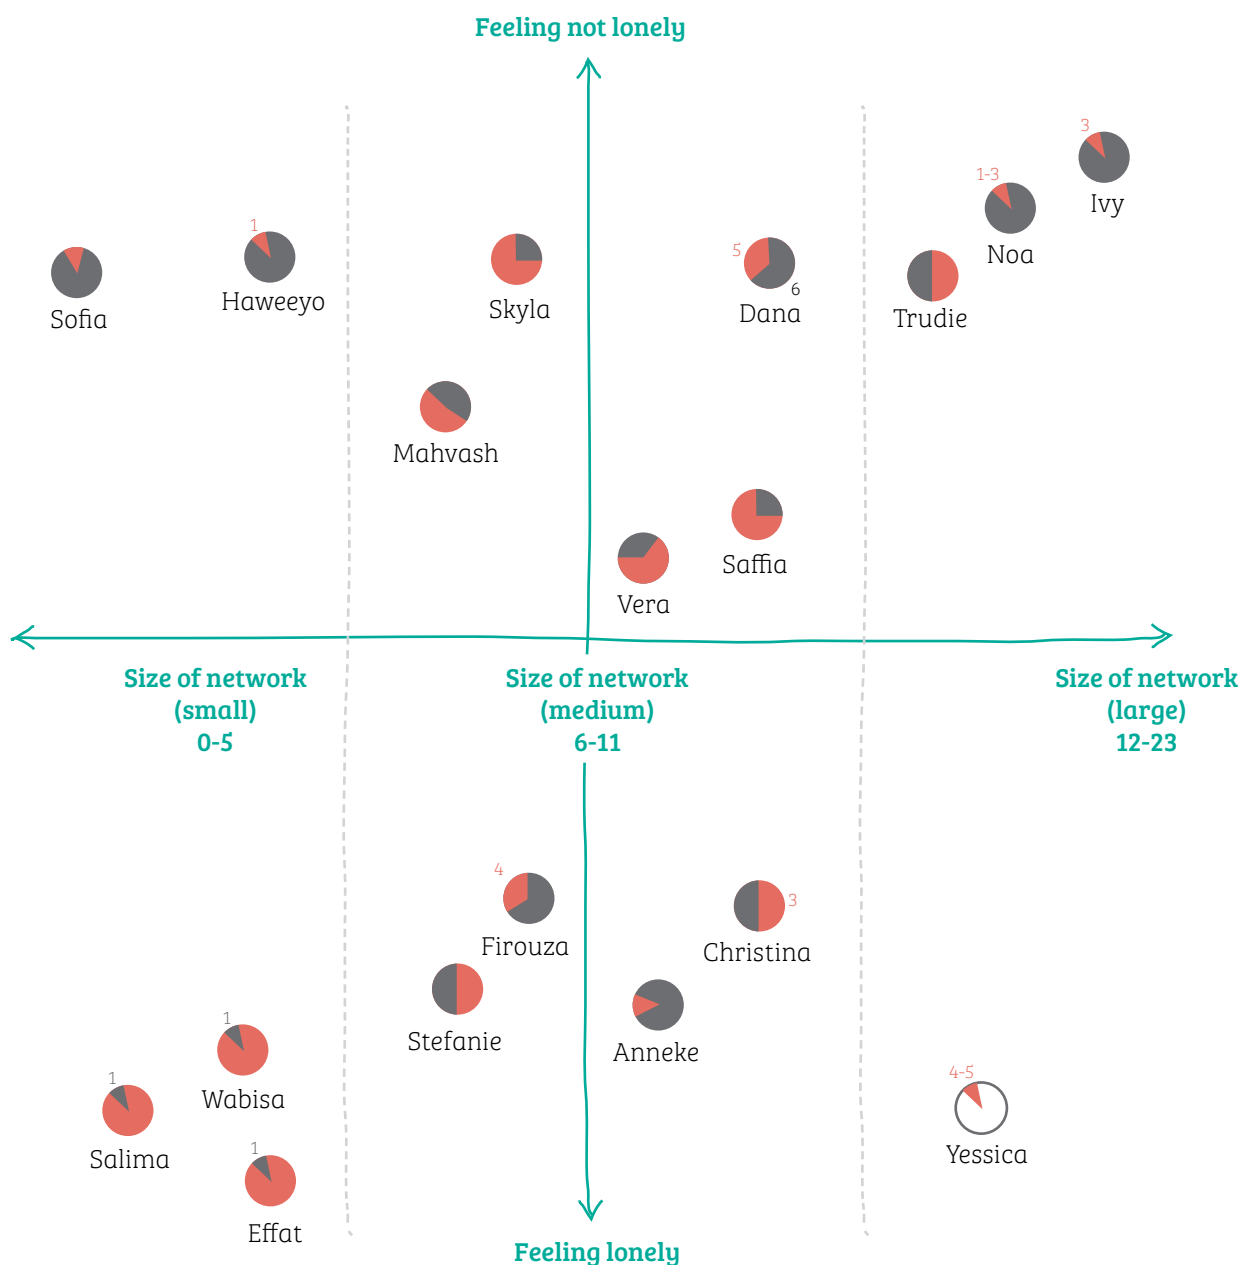 Feeling not lonely
3
Ivy
1-3
Noa
1
Haweeyo
Sofia
Skyla
5
6
Dana
Trudie
Mahvash
Saffia
Vera
Size of network
(small)
0-5
Size of network
(medium)
6-11
Size of network
(large)
12-23
4
Firouza
3
Christina
Stefanie
Anneke
1
Wabisa
1
Salima
1
Effat
4-5
Yessica
Feeling lonely